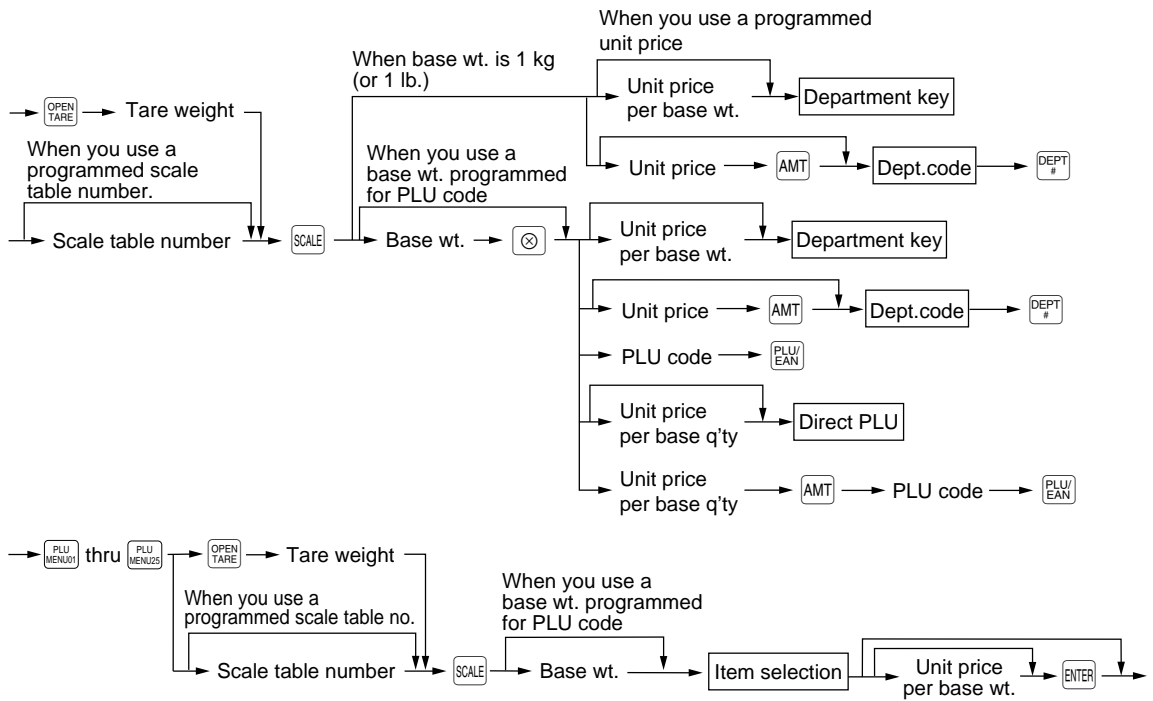 When you use a programmed
unit price
When base wt. is 1 kg
(or 1 lb.)
Unit price
per base wt.
Department key
OPEN
TARE
Tare weight
When you use a
programmed scale
table number.
When you use a
base wt. programmed
for PLU code
Unit price
AMT
Dept.code
DEPT
#
Scale table number
SCALE
Base wt.
⊗
Unit price
per base wt.
Department key
Unit price
AMT
Dept.code
DEPT
#
PLU code
PLU/
EAN
Unit price
per base q'ty
Direct PLU
Unit price
per base q'ty
AMT
PLU code
PLU/
EAN
PLU
MENU01
thru
PLU
MENU25
OPEN
TARE
Tare weight
When you use a
programmed scale table no.
When you use a
base wt. programmed
for PLU code
Scale table number
SCALE
Base wt.
Item selection
Unit price
per base wt.
ENTER